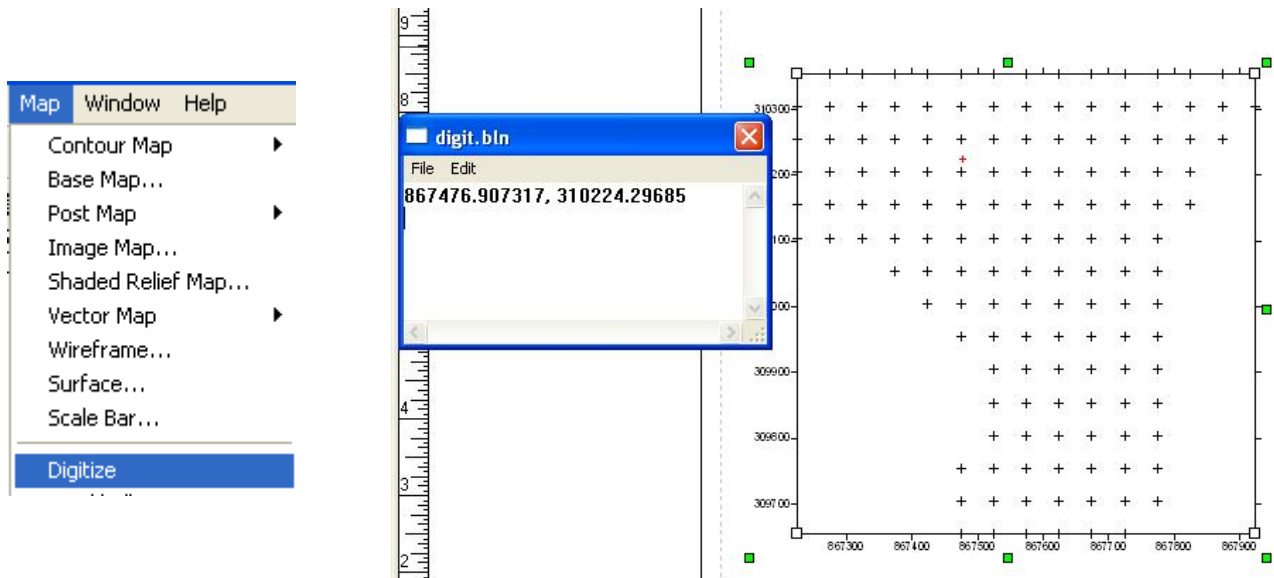 Map Window Help
Contour Map
Base Map...
Post Map
Image Map...
Shaded Relief Map...
Vector Map
Wireframe...
Surface...
Scale Bar...
Digitize
9
8
4
3
2
digit.bln
File Edit
867476.907317, 310224.29685
310300
200
100
000
309900
309800
309700
867300 867400 867500 867600 867700 867800 867900